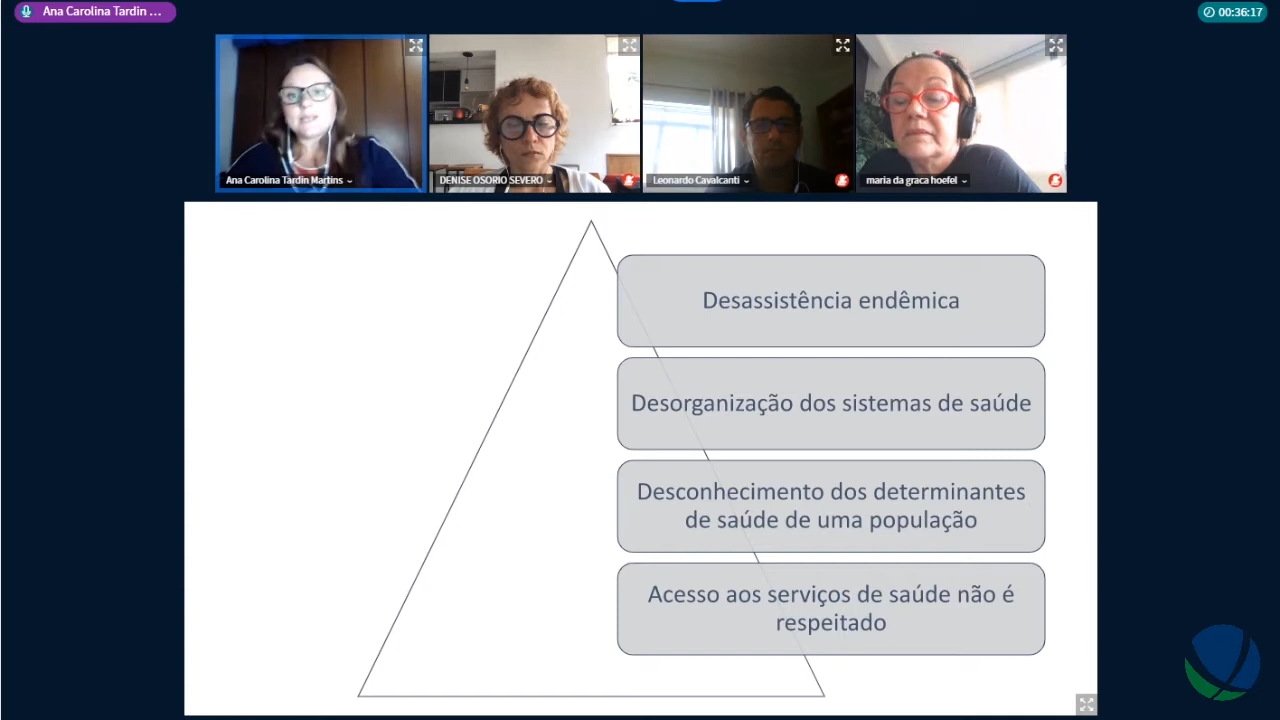 Ana Carolina Tardin ...
00:36:17
Ana Carolina Tardin Martins
DENISE OSORIO SEVERO
Leonardo Cavalcanti
maria da graca hoefel
Desassistência endêmica
Desorganização dos sistemas de saúde
Desconhecimento dos determinantes
de saúde de uma população
Acesso aos serviços de saúde não é
respeitado